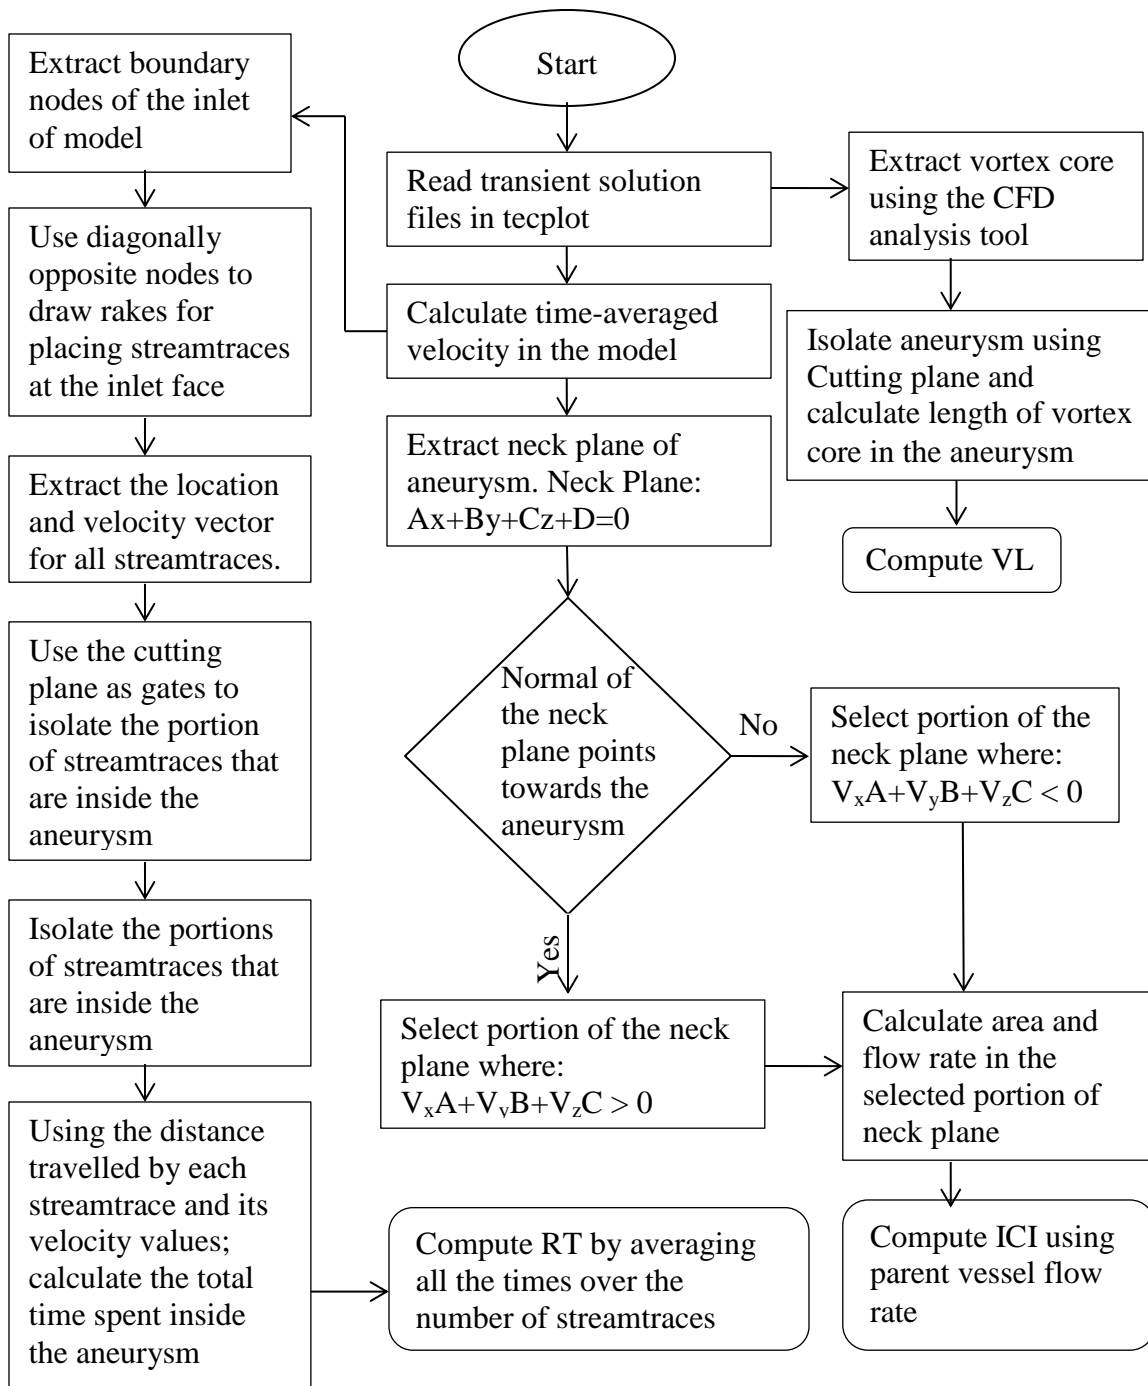 Start
Read transient solution
files in tecplot
Calculate time-averaged
velocity in the model
Extract neck plane of
aneurysm. Neck Plane:
Ax+By+Cz+D=0
Normal of
the neck
plane points
towards the
aneurysm
No
Yes
Select portion of the
neck plane where:
VₓA+VᵧB+V_zC < 0
Select portion of the neck
plane where:
VₓA+VᵧB+V_zC > 0
Calculate area and
flow rate in the
selected portion of
neck plane
Compute ICI using
parent vessel flow
rate
Extract vortex core
using the CFD
analysis tool
Isolate aneurysm using
Cutting plane and
calculate length of vortex
core in the aneurysm
Compute VL
Extract boundary
nodes of the inlet
of model
Use diagonally
opposite nodes to
draw rakes for
placing streamtraces
at the inlet face
Extract the location
and velocity vector
for all streamtraces.
Use the cutting
plane as gates to
isolate the portion
of streamtraces that
are inside the
aneurysm
Isolate the portions
of streamtraces that
are inside the
aneurysm
Using the distance
travelled by each
streamtrace and its
velocity values;
calculate the total
time spent inside
the aneurysm
Compute RT by averaging
all the times over the
number of streamtraces